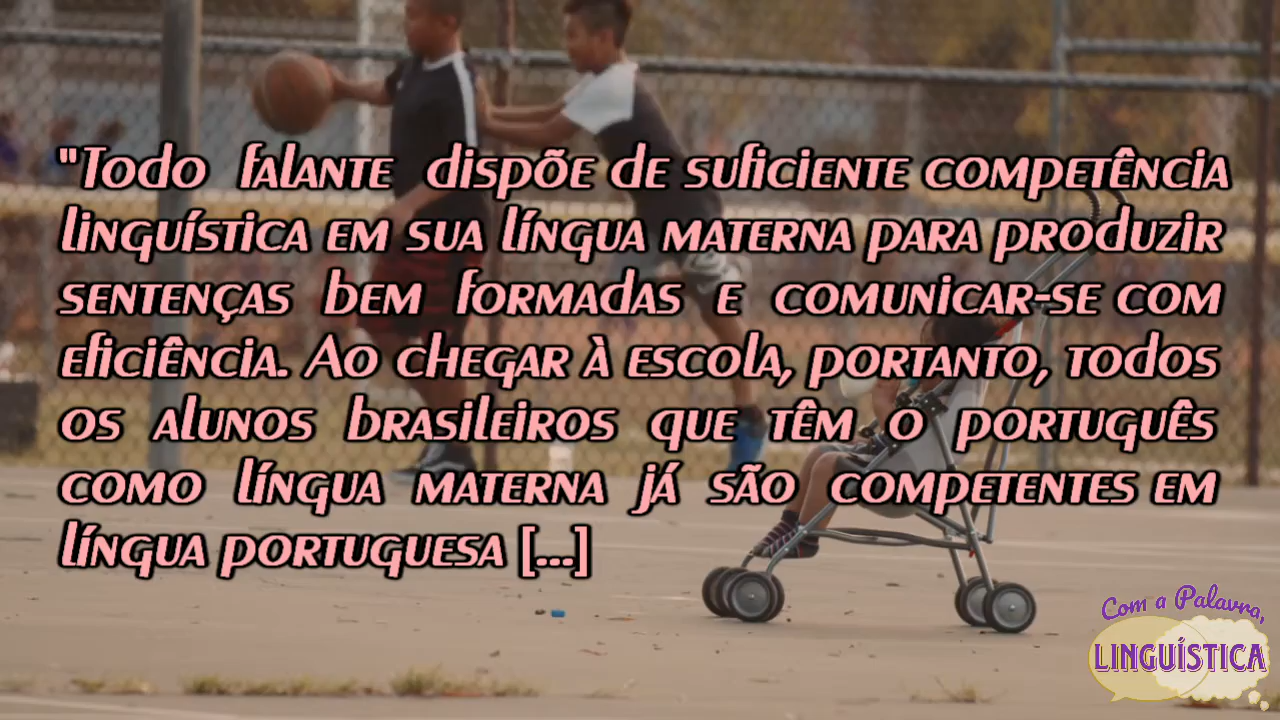 "Todo falante dispõe de suficiente competência
linguística em sua língua materna para produzir
sentenças bem formadas e comunicar-se com
eficiência. Ao chegar à escola, portanto, todos
os alunos brasileiros que têm o português
como língua materna já são competentes em
língua portuguesa [...]
Com a Palavra,
LINGUÍSTICA